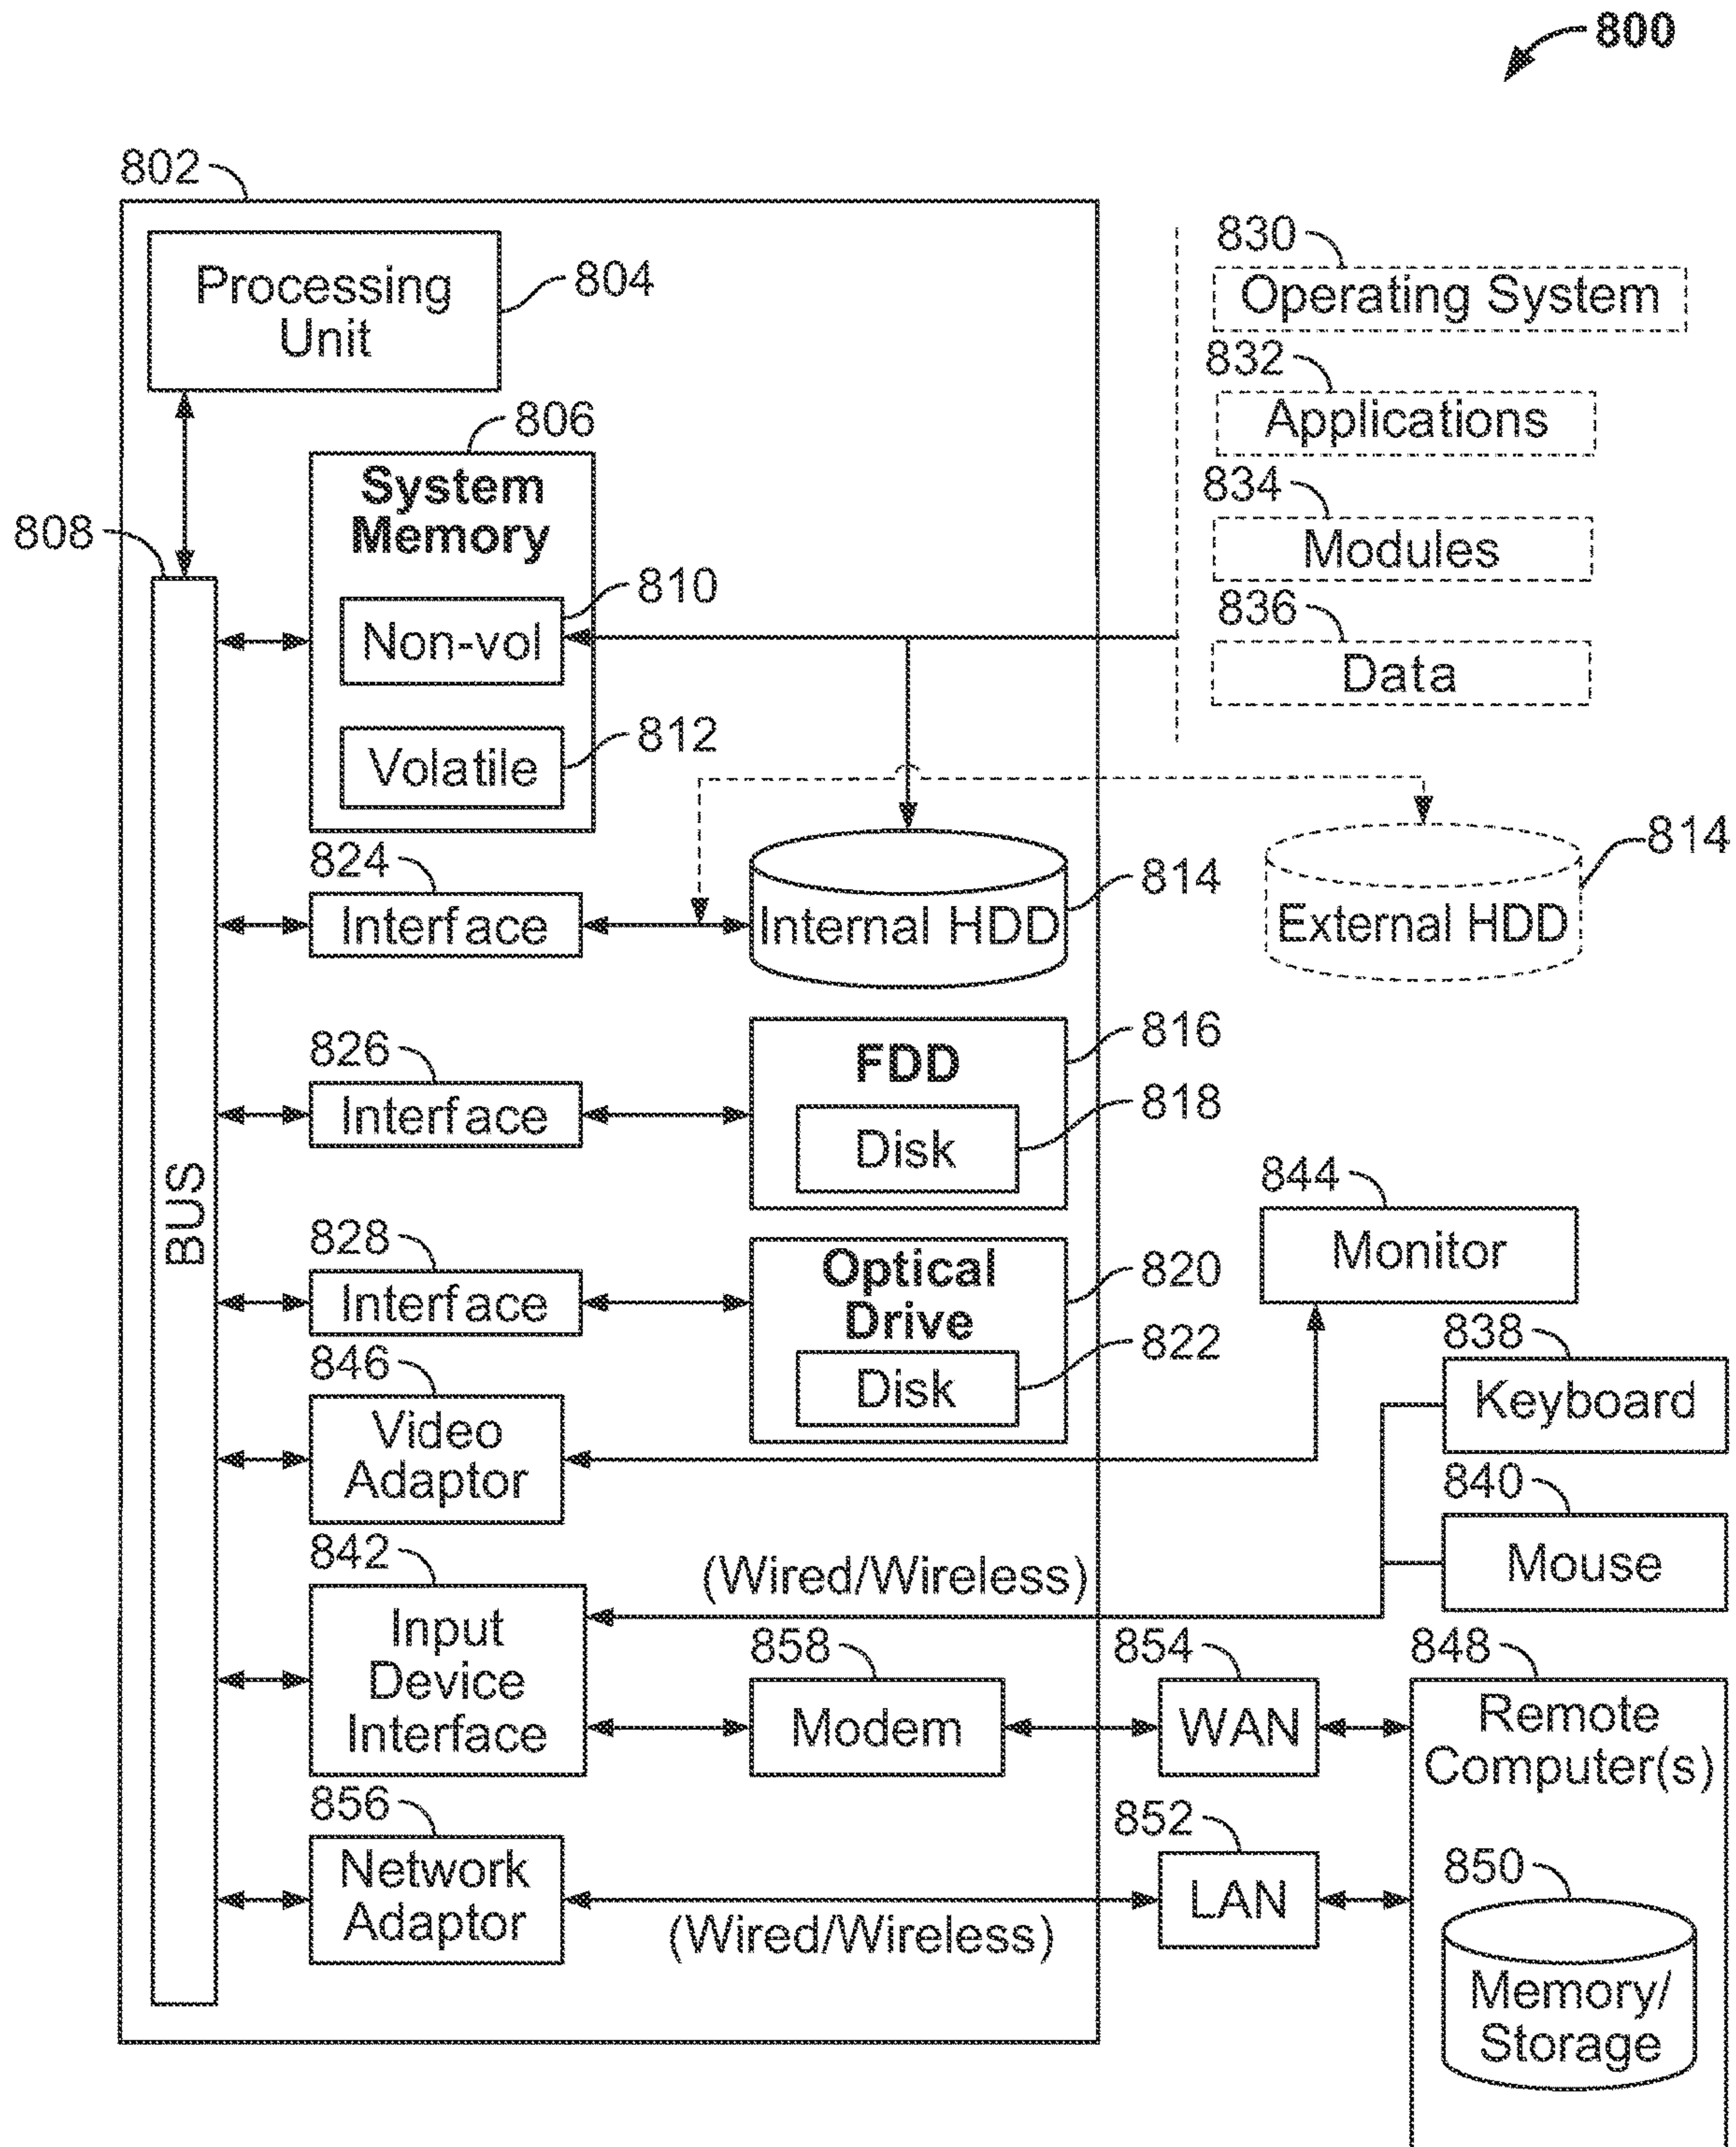 800
802
Processing
Unit
804
830
Operating System
832
Applications
834
Modules
836
Data
806
System
Memory
808
810
Non-vol
812
Volatile
BUS
824
Interface
Internal HDD
814
External HDD
814
826
Interface
FDD
816
Disk
818
828
Interface
Optical
Drive
820
Disk
822
844
Monitor
846
Video
Adaptor
838
Keyboard
840
Mouse
842
Input
Device
Interface
(Wired/Wireless)
858
Modem
854
WAN
848
Remote
Computer(s)
856
Network
Adaptor
(Wired/Wireless)
852
LAN
850
Memory/
Storage